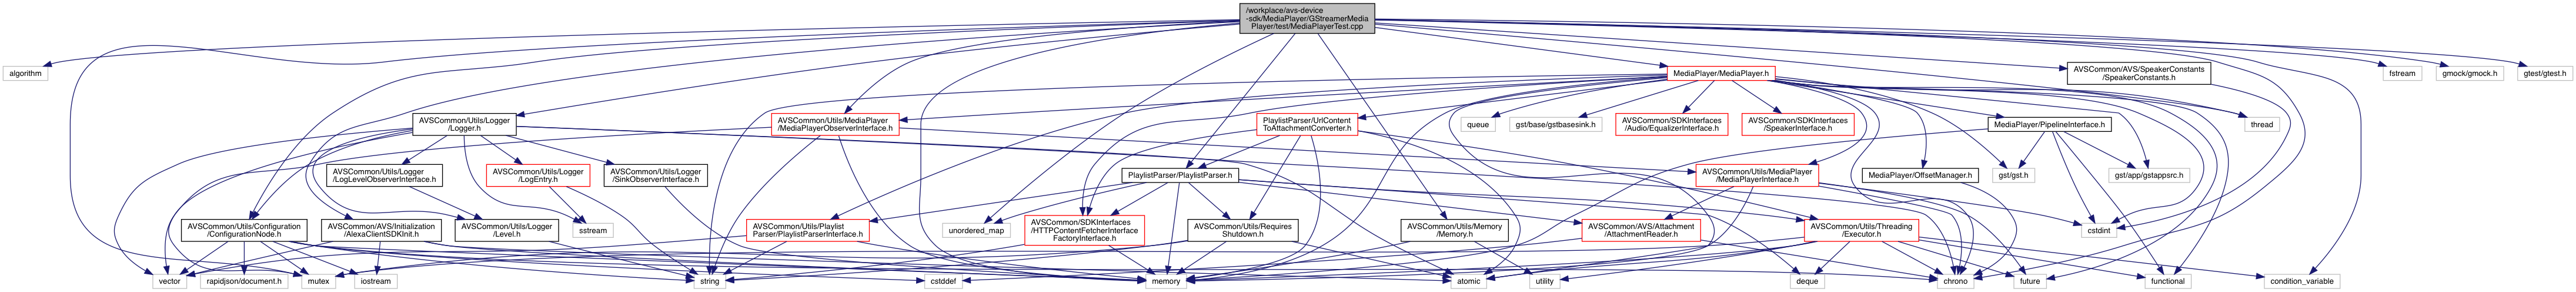 /workplace/avs-device
-sdk/MediaPlayer/GStreamerMedia
Player/test/MediaPlayerTest.cpp
algorithm
MediaPlayer/MediaPlayer.h
AVSCommon/AVS/SpeakerConstants
/SpeakerConstants.h
fstream
gmock/gmock.h
gtest/gtest.h
AVSCommon/Utils/Logger
/Logger.h
AVSCommon/Utils/MediaPlayer
/MediaPlayerObserverInterface.h
PlaylistParser/UrlContent
ToAttachmentConverter.h
queue
gst/base/gstbasesink.h
AVSCommon/SDKInterfaces
/Audio/EqualizerInterface.h
AVSCommon/SDKInterfaces
/SpeakerInterface.h
MediaPlayer/PipelineInterface.h
thread
AVSCommon/Utils/Logger
/LogLevelObserverInterface.h
AVSCommon/Utils/Logger
/LogEntry.h
AVSCommon/Utils/Logger
/SinkObserverInterface.h
PlaylistParser/PlaylistParser.h
AVSCommon/Utils/MediaPlayer
/MediaPlayerInterface.h
MediaPlayer/OffsetManager.h
gst/gst.h
gst/app/gstappsrc.h
AVSCommon/Utils/Configuration
/ConfigurationNode.h
AVSCommon/AVS/Initialization
/AlexaClientSDKInit.h
AVSCommon/Utils/Logger
/Level.h
sstream
AVSCommon/Utils/Playlist
Parser/PlaylistParserInterface.h
unordered_map
AVSCommon/SDKInterfaces
/HTTPContentFetcherInterface
FactoryInterface.h
AVSCommon/Utils/Requires
Shutdown.h
AVSCommon/Utils/Memory
/Memory.h
AVSCommon/AVS/Attachment
/AttachmentReader.h
AVSCommon/Utils/Threading
/Executor.h
cstdint
vector
rapidjson/document.h
mutex
iostream
string
cstddef
memory
atomic
utility
deque
chrono
future
functional
condition_variable